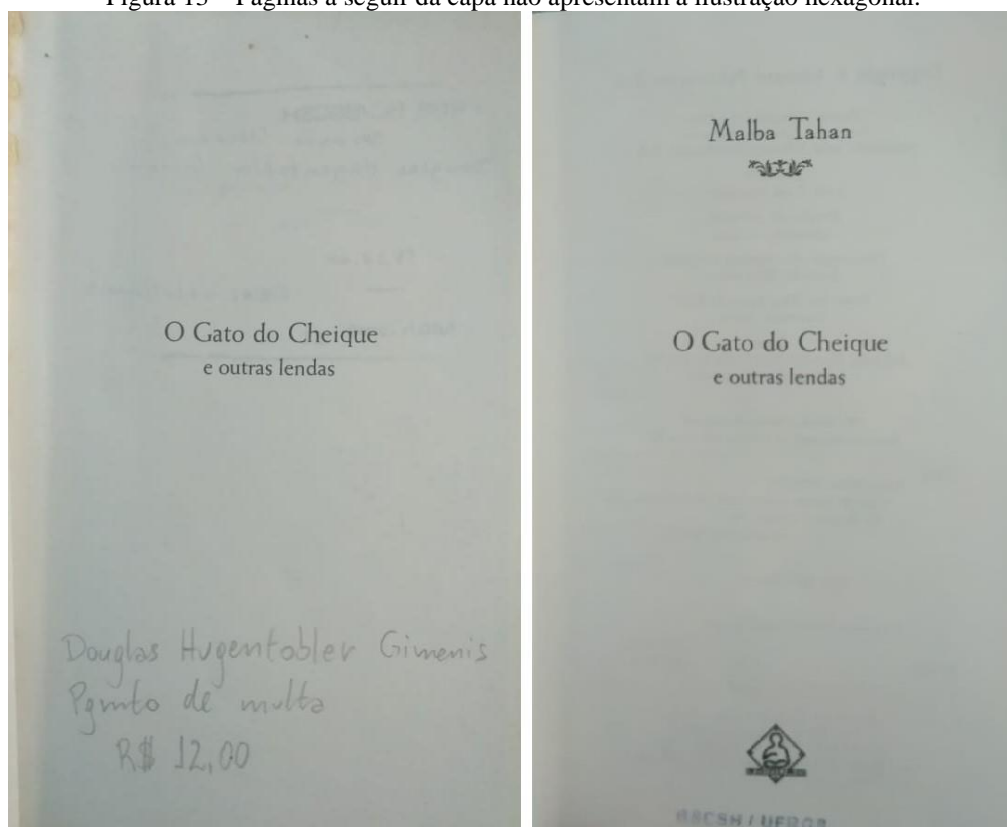 Figura 13 – Páginas a seguir da capa não apresentam a ilustração hexagonal.
O Gato do Cheique
e outras lendas
Douglas Hugentobler Gimenis
Pgmto de multa
R$ 12,00
Malba Tahan
O Gato do Cheique
e outras lendas